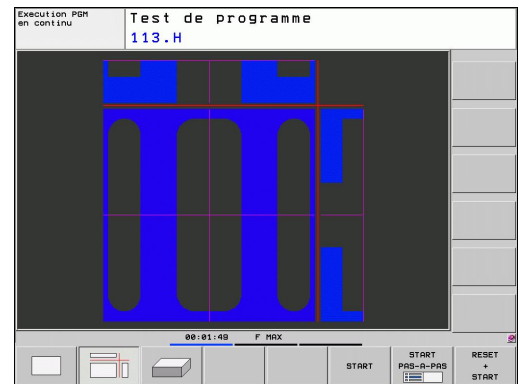 Execution PGM
en continu
Test de programme
113.H
00:01:49 F MAX
START
START
PAS-A-PAS
RESET
+
START